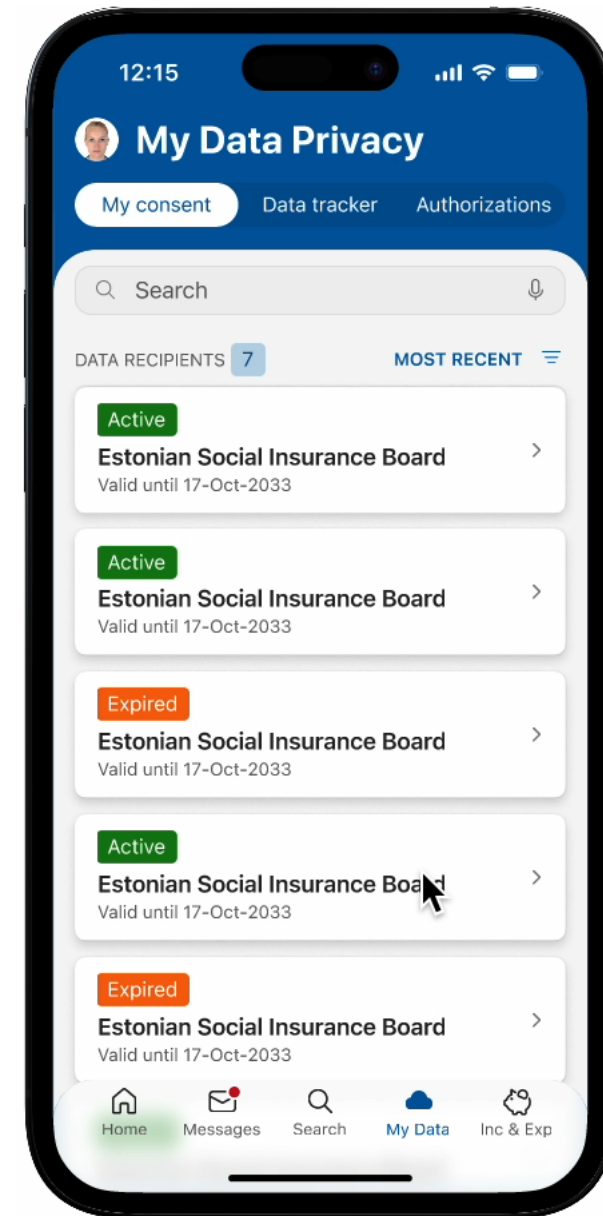 12:15
My Data Privacy
My consent Data tracker Authorizations
Search
DATA RECIPIENTS 7 MOST RECENT
Active
Estonian Social Insurance Board
Valid until 17-Oct-2033
Active
Estonian Social Insurance Board
Valid until 17-Oct-2033
Expired
Estonian Social Insurance Board
Valid until 17-Oct-2033
Active
Estonian Social Insurance Board
Valid until 17-Oct-2033
Expired
Estonian Social Insurance Board
Valid until 17-Oct-2033
Home Messages Search My Data Inc & Exp